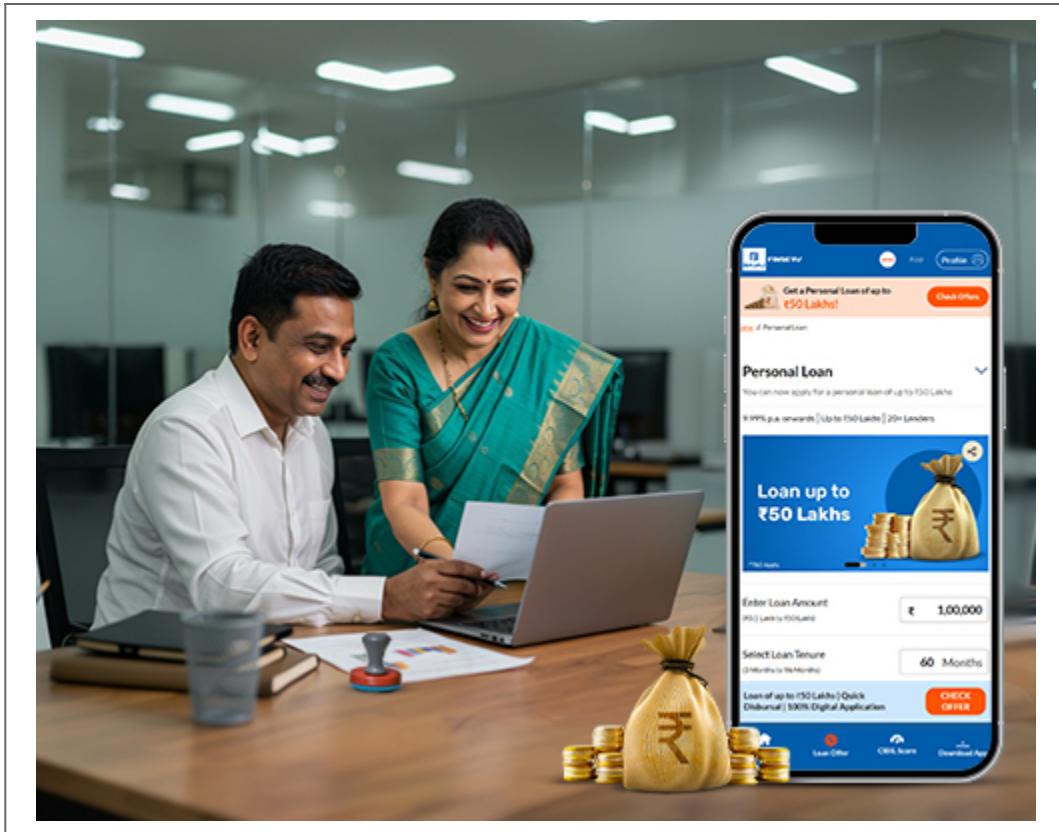 App
Profile
Get a Personal Loan of up to
₹50 Lakhs!
Check Offers
/ Personal Loan
Personal Loan
You can now apply for a personal loan of up to ₹50 Lakhs
9.99% p.a. onwards | Up to ₹50 Lakhs | 20+ Lenders
Loan up to
₹50 Lakhs
₹
Enter Loan Amount
₹ 1,00,000
Select Loan Tenure
60 Months
Loan of up to ₹50 Lakhs | Quick
Disbursal | 100% Digital Application
CHECK
OFFER
Loan Offer
CIBIL Score
Download App
₹